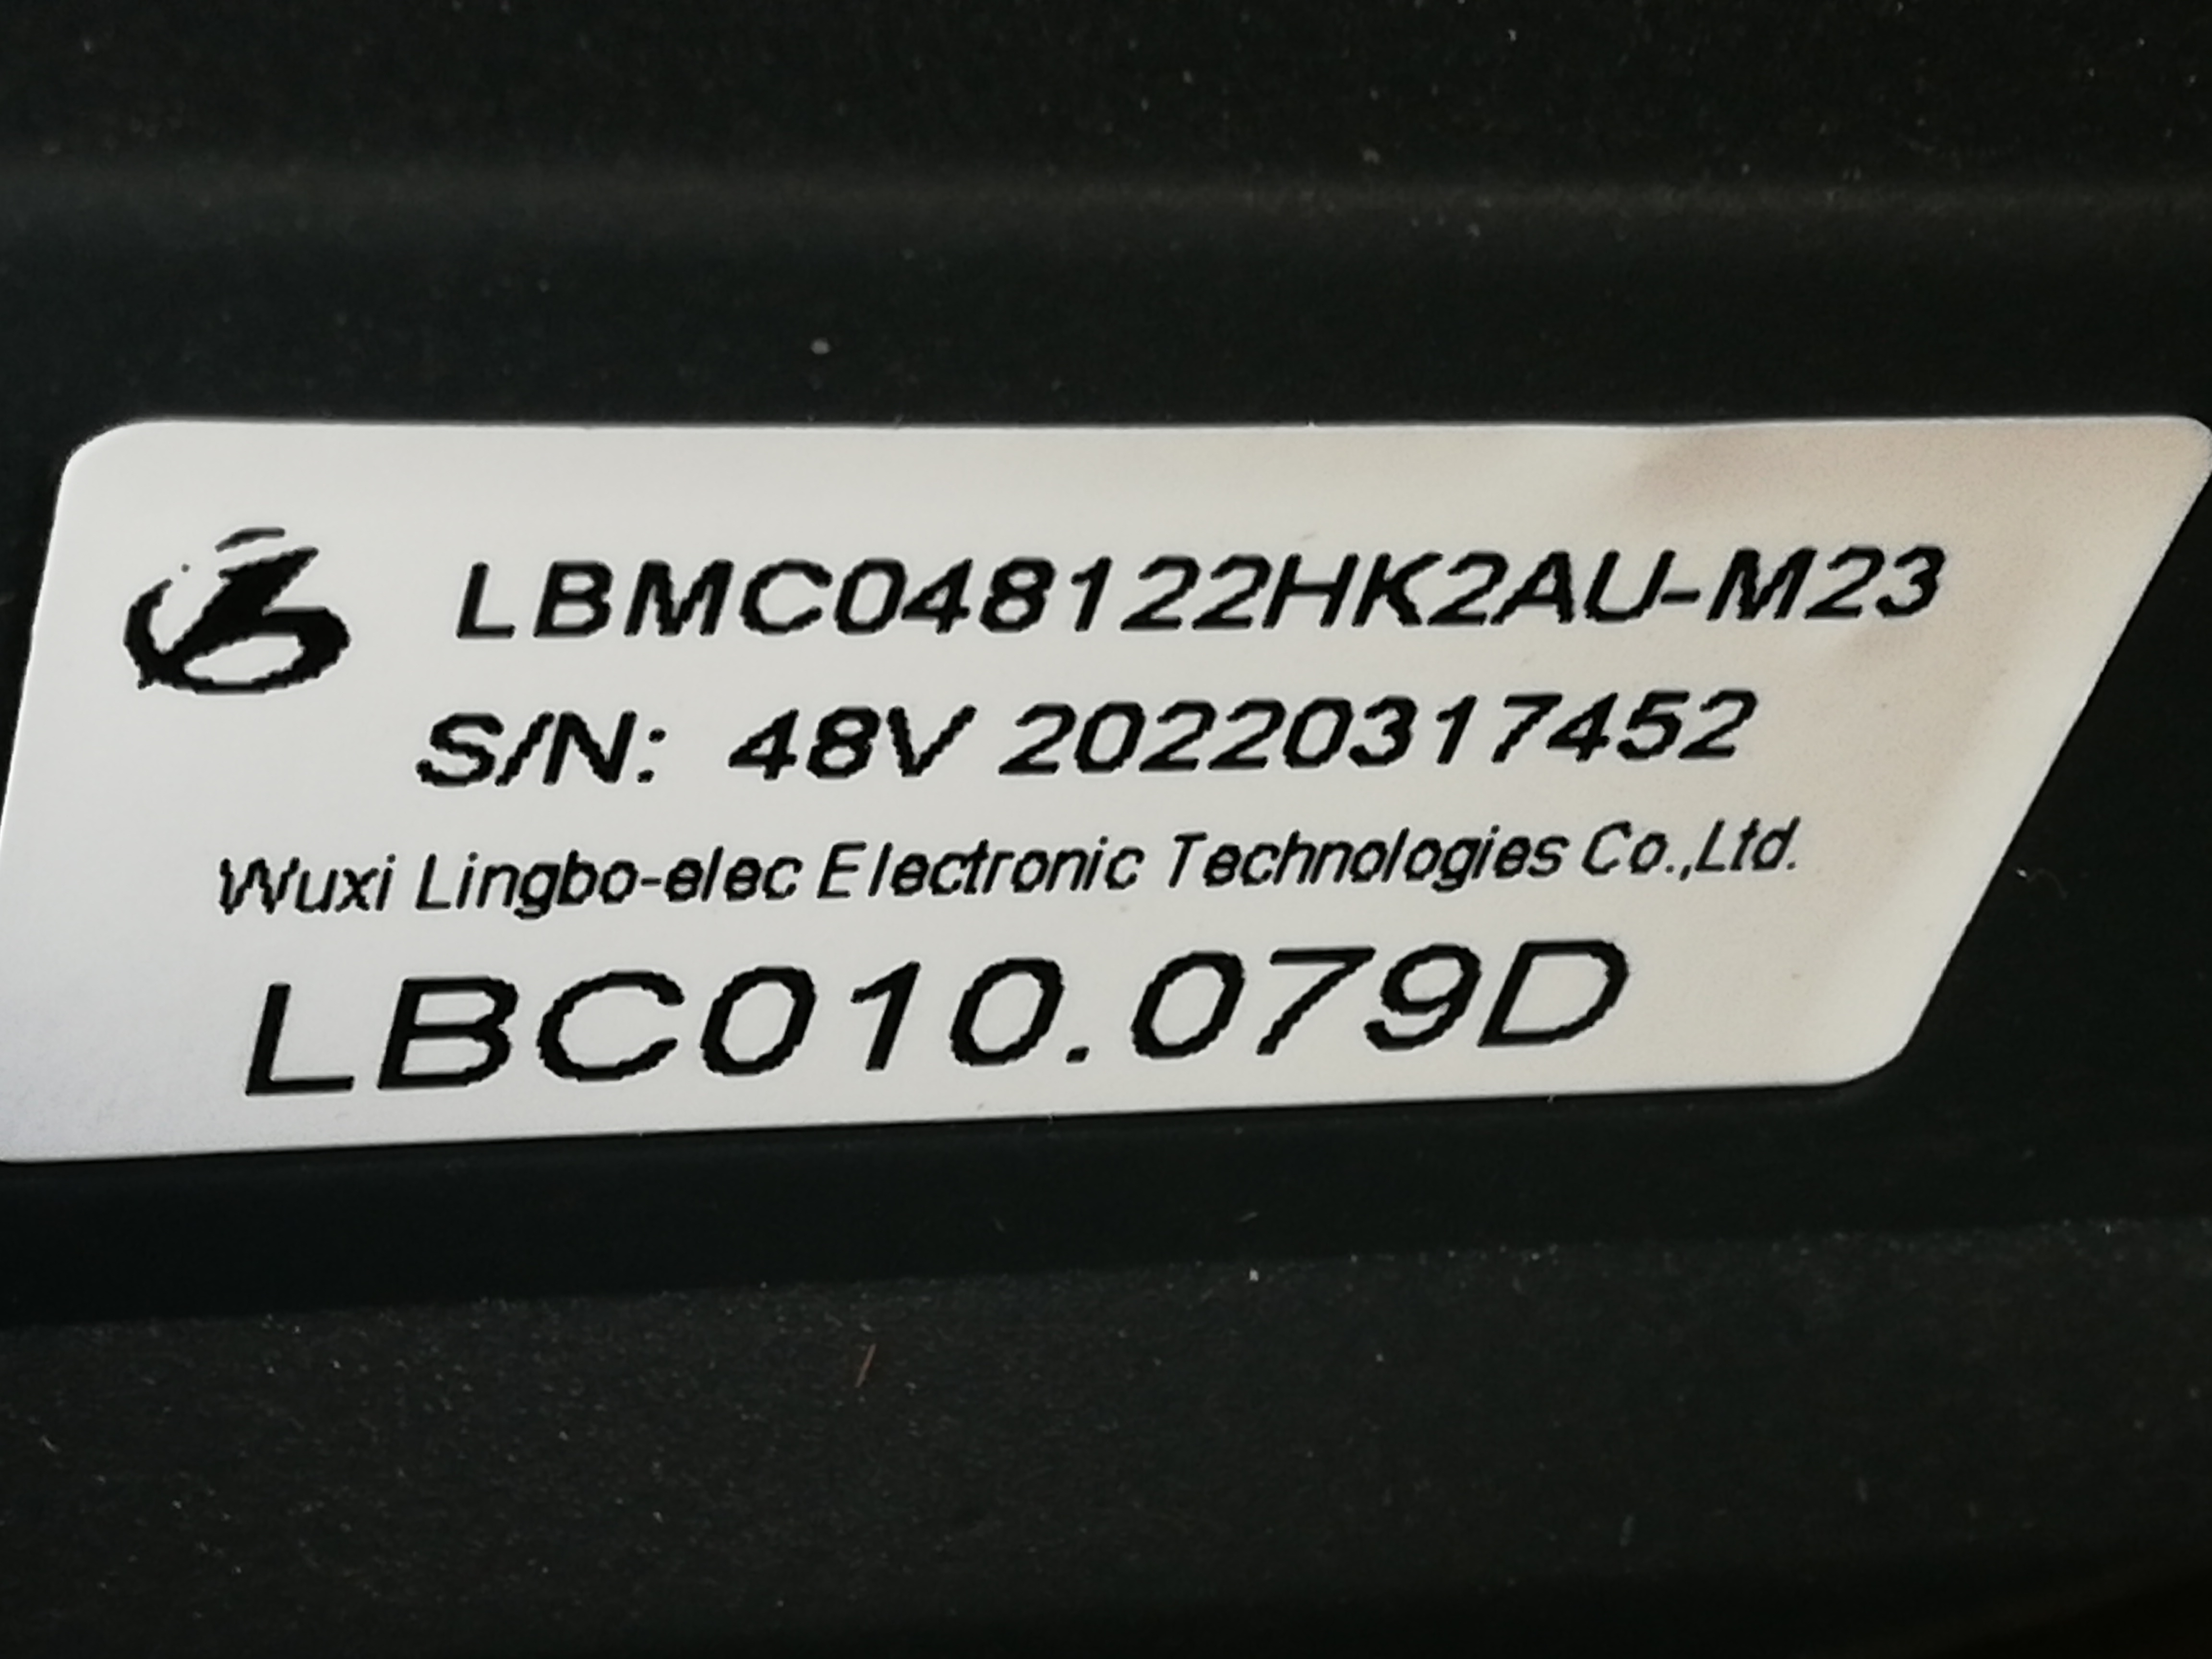 LBMC048122HK2AU-M23
S/N: 48V 20220317452
Wuxi Lingbo-elec Electronic Technologies Co.,Ltd.
LBC010.079D